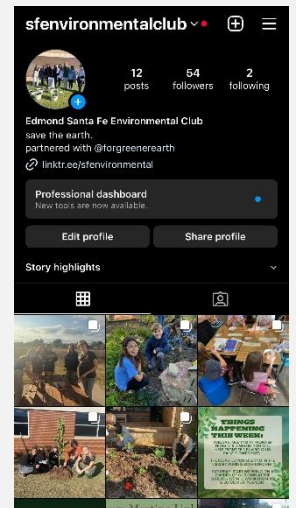 sfenvironmentalclub
12 54 2
posts followers following
Edmond Santa Fe Environmental Club
save the earth.
partnered with @forgreenerearth
linktr.ee/sfenvironmental
Professional dashboard
New tools are now available.
Edit profile Share profile
Story highlights
THINGS
HAPPENING
THIS WEEK: